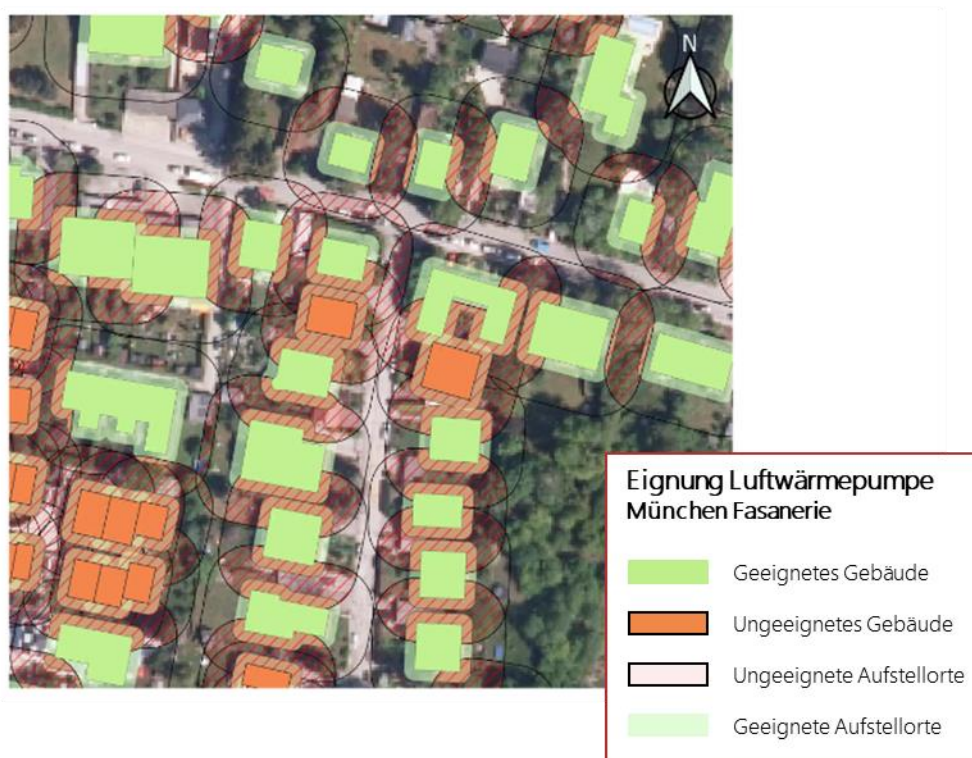 N
Eignung Luftwärmepumpe
München Fasanerie
Geeignetes Gebäude
Ungeeignetes Gebäude
Ungeeignete Aufstellorte
Geeignete Aufstellorte